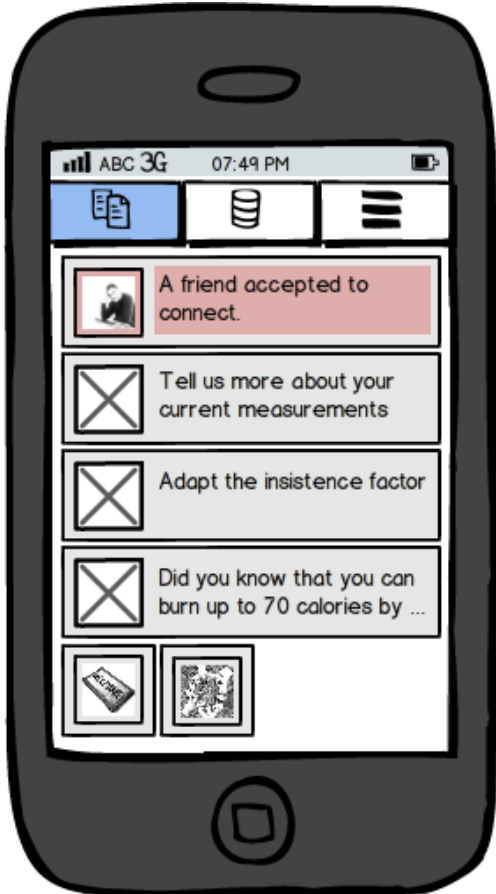 ABC 3G 07:49 PM
A friend accepted to
connect.
Tell us more about your
current measurements
Adapt the insistence factor
Did you know that you can
burn up to 70 calories by ...